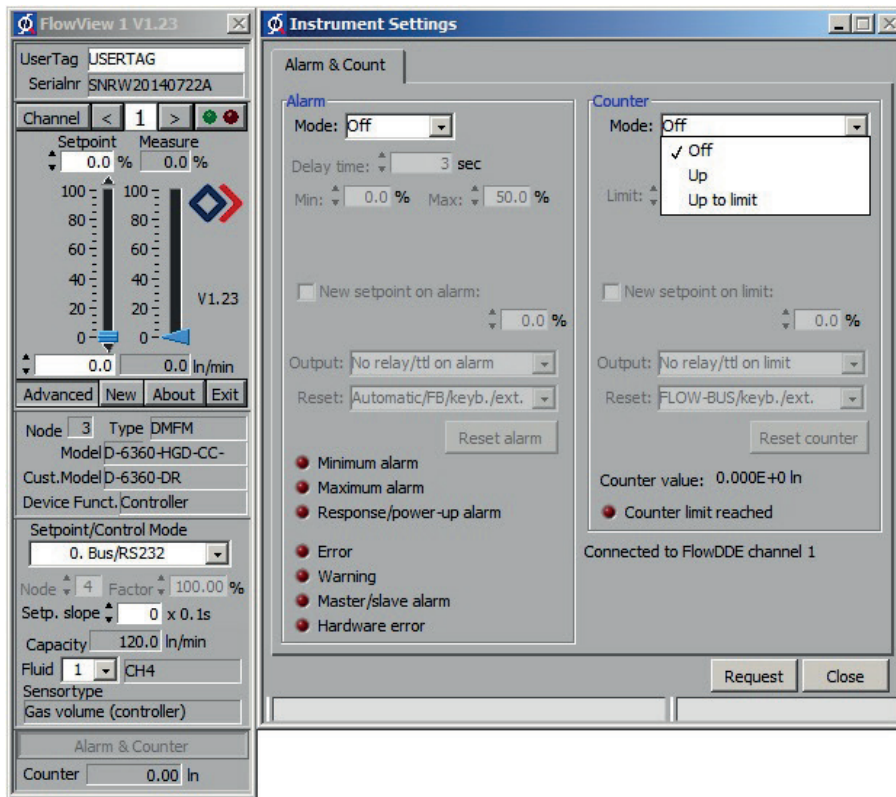 FlowView 1 V1.23
UserTag USERTAG
Serialnr SNRW20140722A
Channel < 1 >
Setpoint Measure
0.0 % 0.0 %
100 100
80 80
60 60
40 40
20 20
0 0
V1.23
0.0 0.0 ln/min
Advanced New About Exit
Node 3 Type DMFM
Model D-6360-HGD-CC-
Cust.Model D-6360-DR
Device Funct. Controller
Setpoint/Control Mode
0. Bus/RS232
Node 4 Factor 100.00 %
Setp. slope 0 x 0.1s
Capacity 120.0 ln/min
Fluid 1 CH4
Sensortype
Gas volume (controller)
Alarm & Counter
Counter 0.00 ln
Instrument Settings
Alarm & Count
Alarm
Mode: Off
Delay time: 3 sec
Min: 0.0 % Max: 50.0 %
New setpoint on alarm:
0.0 %
Output: No relay/ttl on alarm
Reset: Automatic/FB/keyb./ext.
Reset alarm
Minimum alarm
Maximum alarm
Response/power-up alarm
Error
Warning
Master/slave alarm
Hardware error
Counter
Mode: Off
✓ Off
Up
Up to limit
Limit:
New setpoint on limit:
0.0 %
Output: No relay/ttl on limit
Reset: FLOW-BUS/keyb./ext.
Reset counter
Counter value: 0.000E+0 ln
Counter limit reached
Connected to FlowDDE channel 1
Request Close